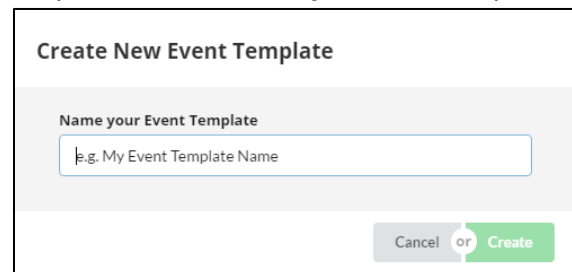 Create New Event Template
Name your Event Template
e.g. My Event Template Name
Cancel or Create